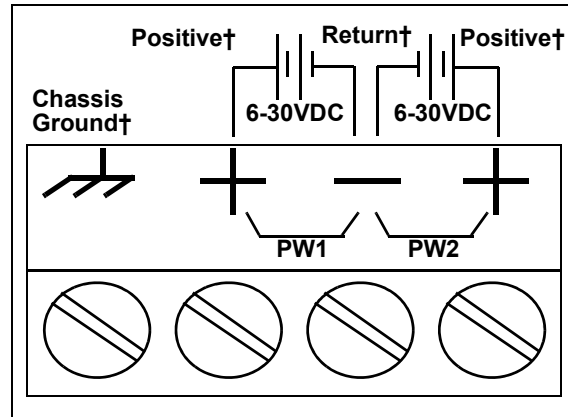 Positive† Return† Positive†
Chassis
Ground†
6-30VDC 6-30VDC
PW1 PW2